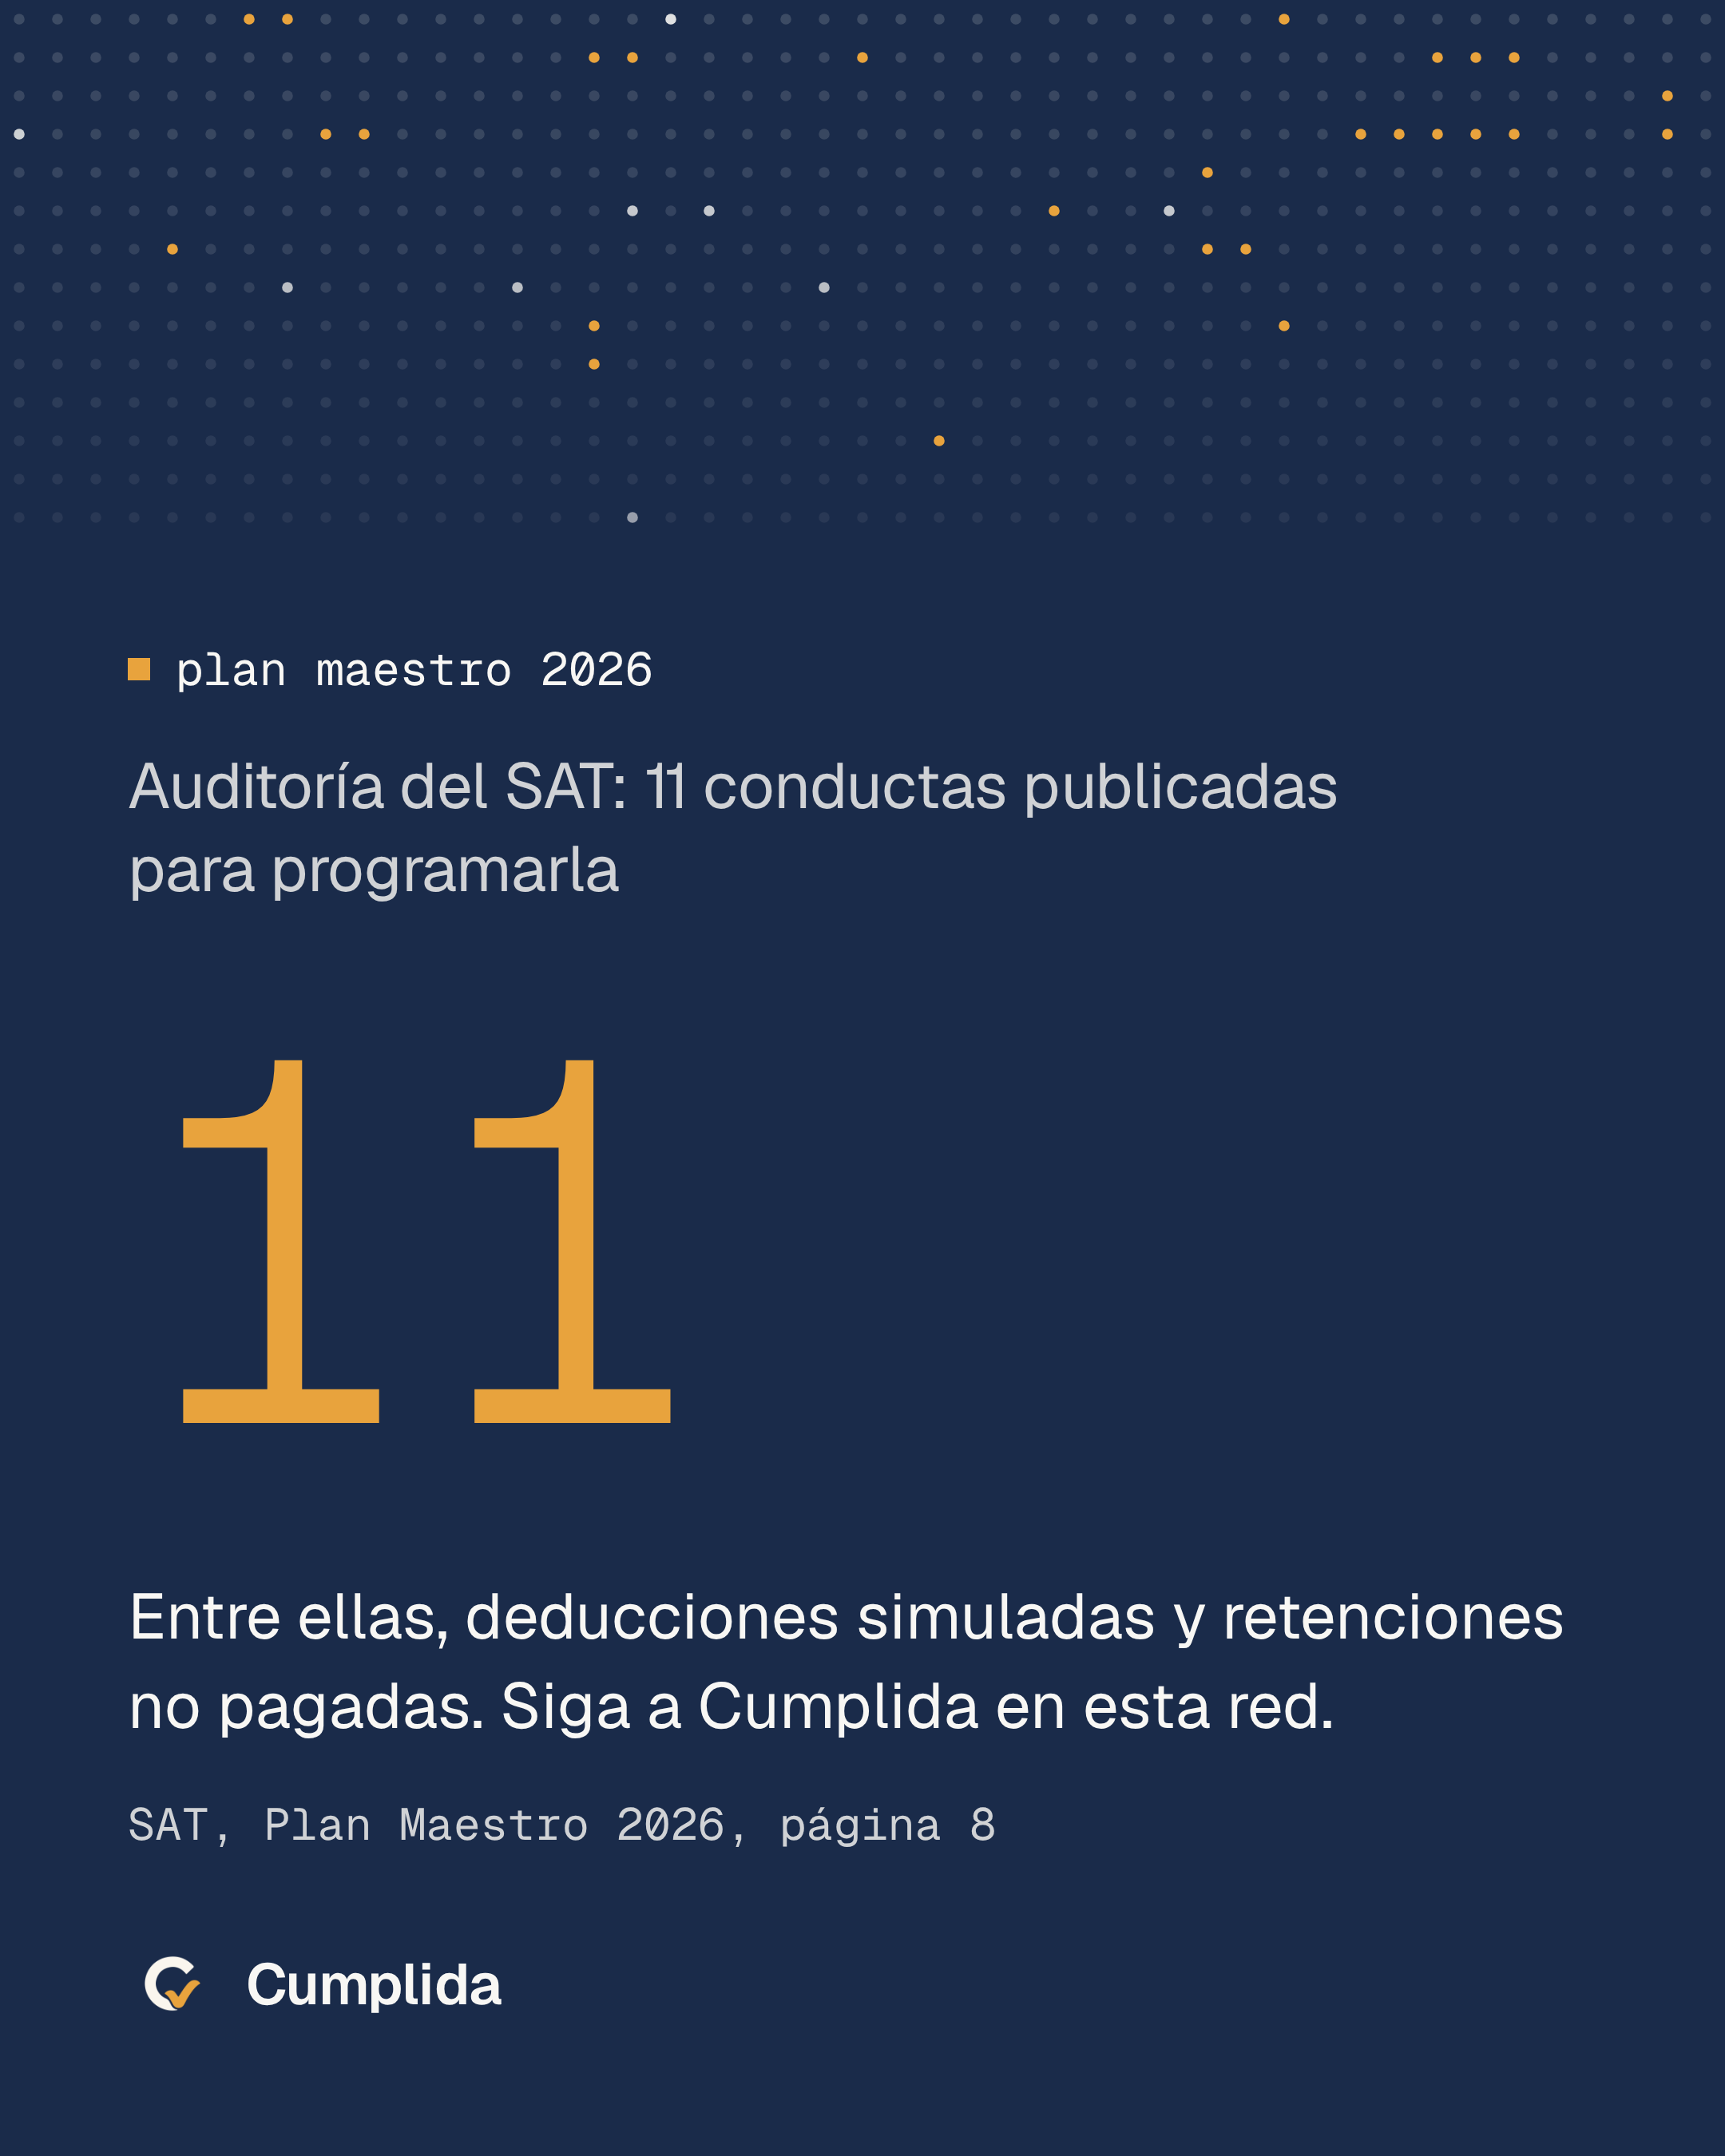 plan maestro 2026
Auditoría del SAT: 11 conductas publicadas
para programarla
11
Entre ellas, deducciones simuladas y retenciones
no pagadas. Siga a Cumplida en esta red.
SAT, Plan Maestro 2026, página 8
Cumplida